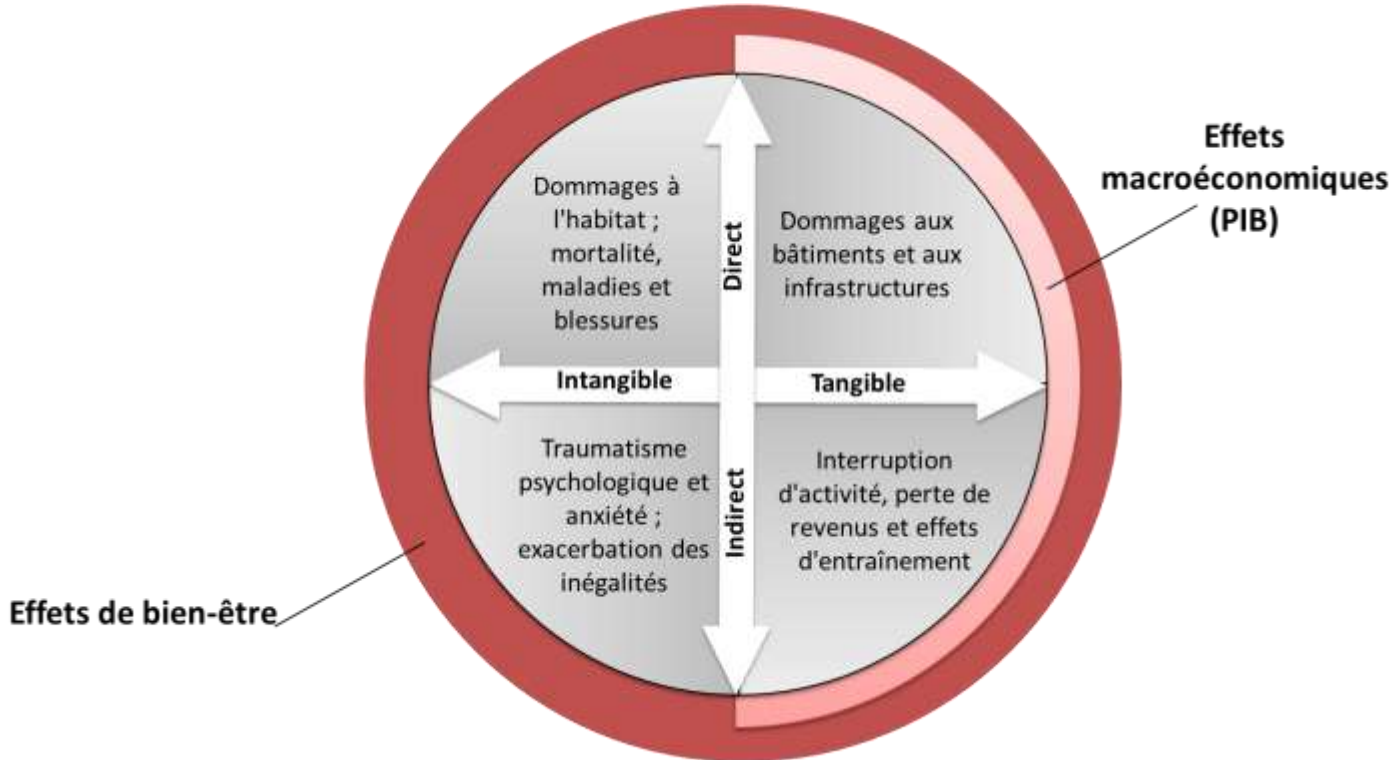 Effets
macroéconomiques
(PIB)
Dommages à
l'habitat ;
mortalité,
maladies et
blessures
Direct
Dommages aux
bâtiments et aux
infrastructures
Intangible
Tangible
Traumatisme
psychologique et
anxiété ;
exacerbation des
inégalités
Indirect
Interruption
d'activité, perte de
revenus et effets
d'entraînement
Effets de bien-être